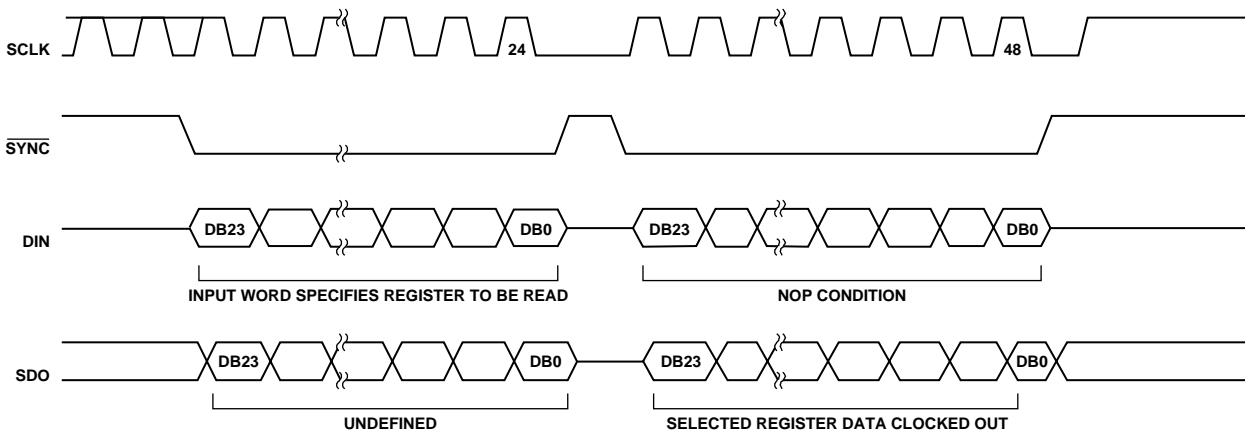 SCLK
24
48
SYNC
DIN
DB23
DB0
DB23
DB0
INPUT WORD SPECIFIES REGISTER TO BE READ
NOP CONDITION
SDO
DB23
DB0
DB23
DB0
UNDEFINED
SELECTED REGISTER DATA CLOCKED OUT